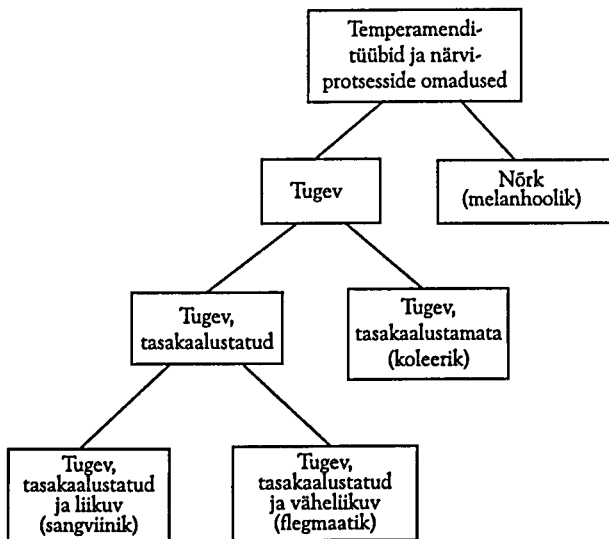 Temperamendi-
tüübid ja närvi-
protsesside omadused
Tugev
Nõrk
(melanhoolik)
Tugev,
tasakaalustatud
Tugev,
tasakaalustamata
(koleerik)
Tugev,
tasakaalustatud
ja liikuv
(sangviinik)
Tugev,
tasakaalustatud
ja väheliikuv
(flegmaatik)